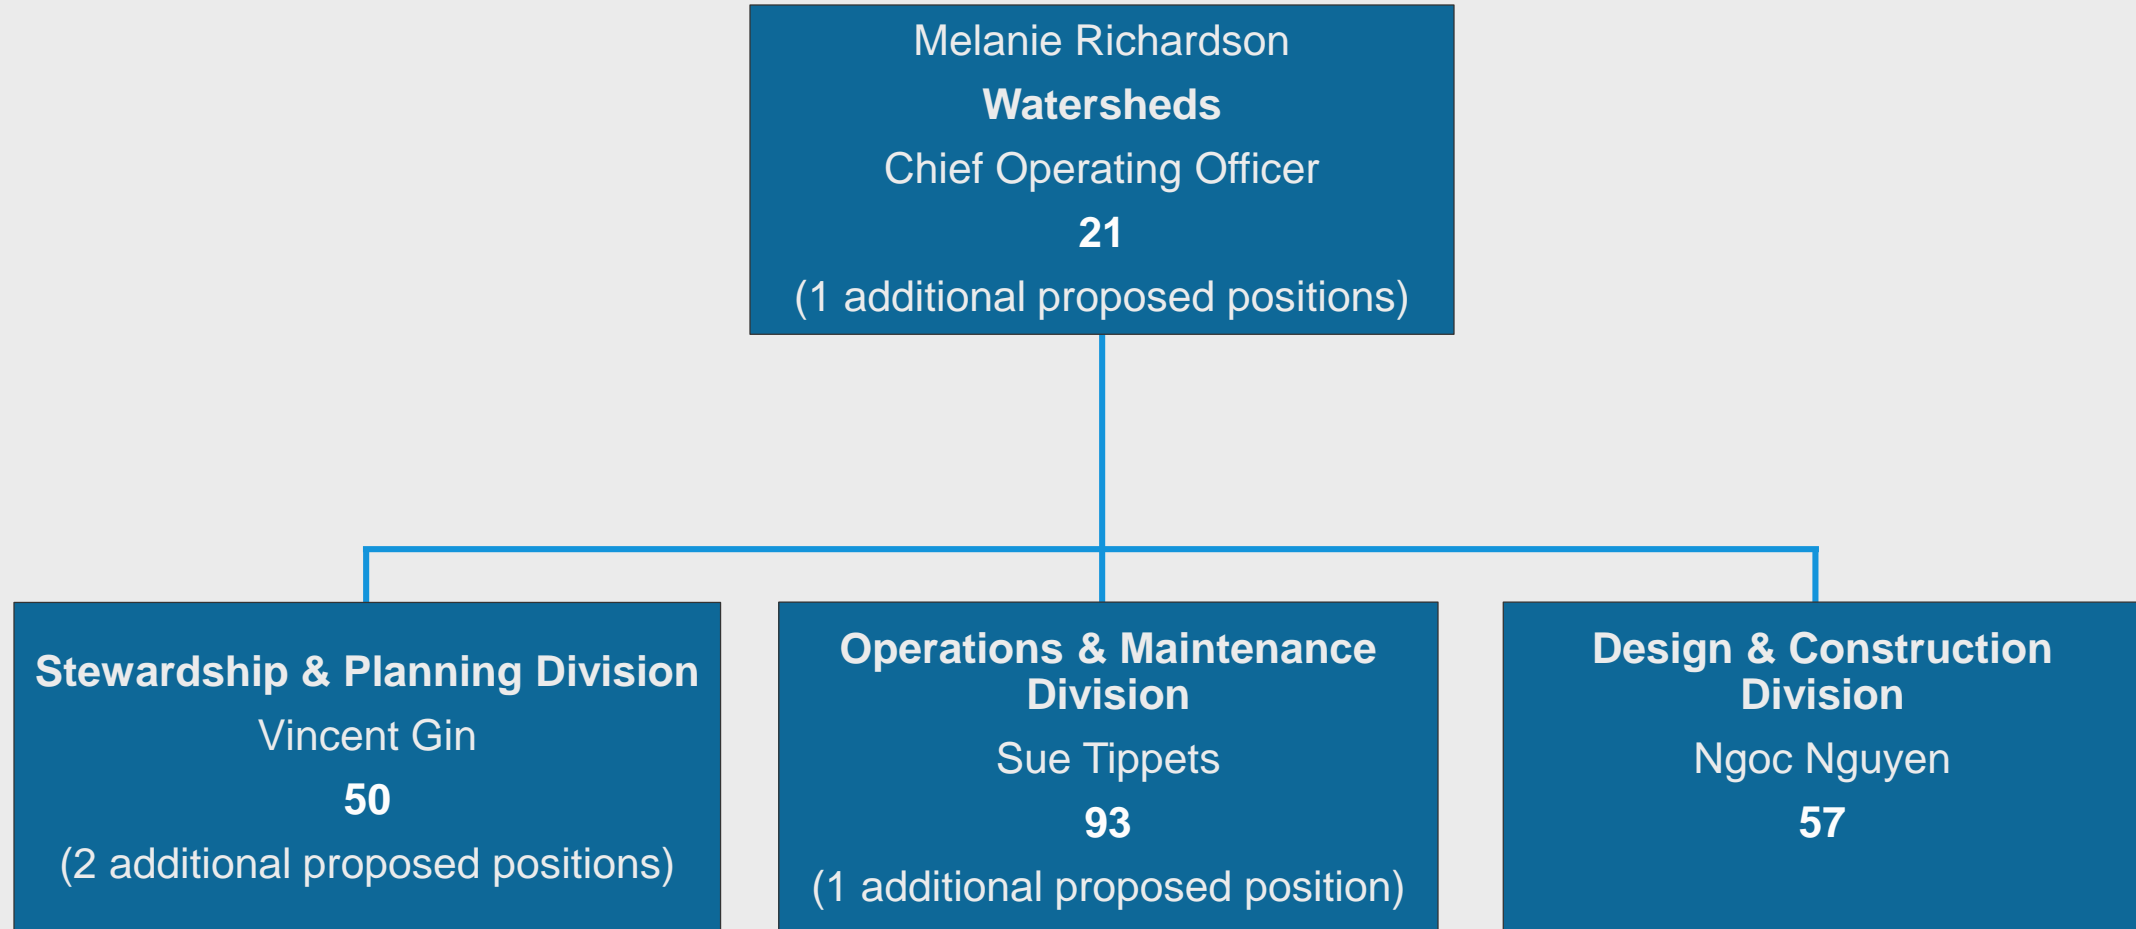 Melanie Richardson
Watersheds
Chief Operating Officer
21
(1 additional proposed positions)
Stewardship & Planning Division
Vincent Gin
50
(2 additional proposed positions)
Operations & Maintenance
Division
Sue Tippets
93
(1 additional proposed position)
Design & Construction
Division
Ngoc Nguyen
57